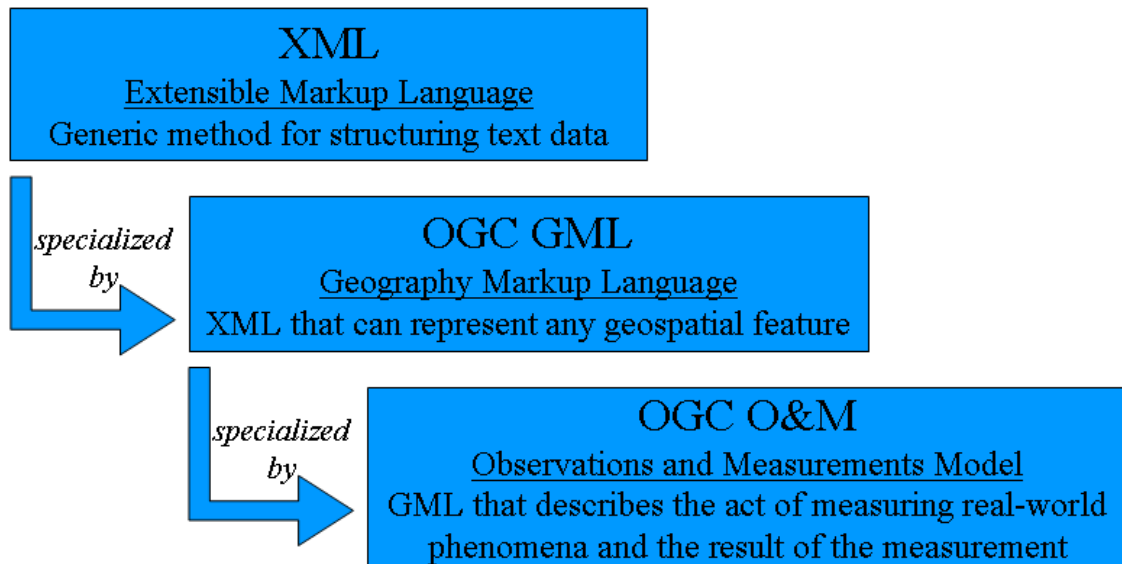 XML
Extensible Markup Language
Generic method for structuring text data
specialized
by
OGC GML
Geography Markup Language
XML that can represent any geospatial feature
specialized
by
OGC O&M
Observations and Measurements Model
GML that describes the act of measuring real-world
phenomena and the result of the measurement